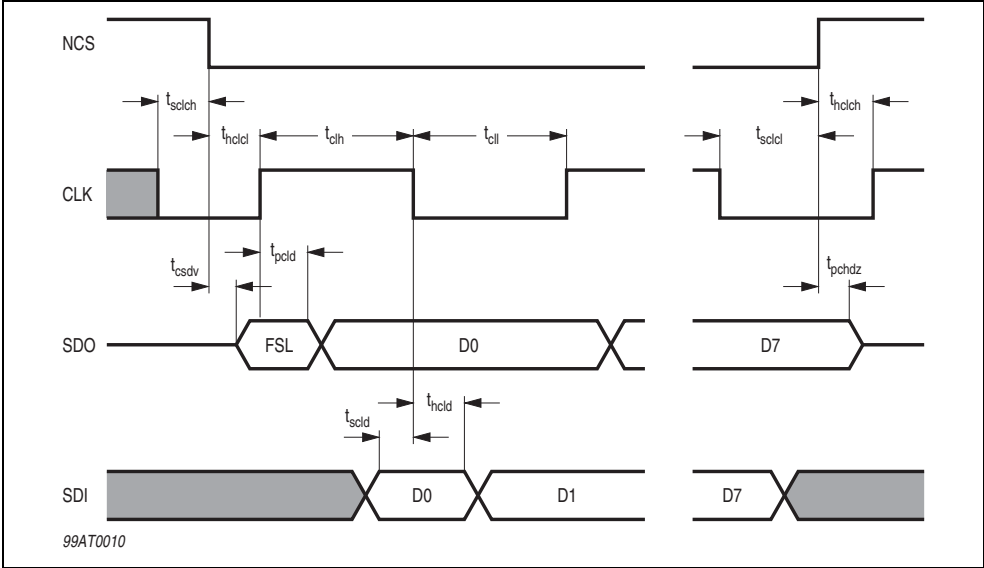 NCS
t_sclch
t_hclch
t_hclcl
t_clh
t_cll
t_sclcl
CLK
t_pcld
t_csdv
t_pchdz
SDO
FSL
D0
D7
t_hcld
t_scld
SDI
D0
D1
D7
99AT0010